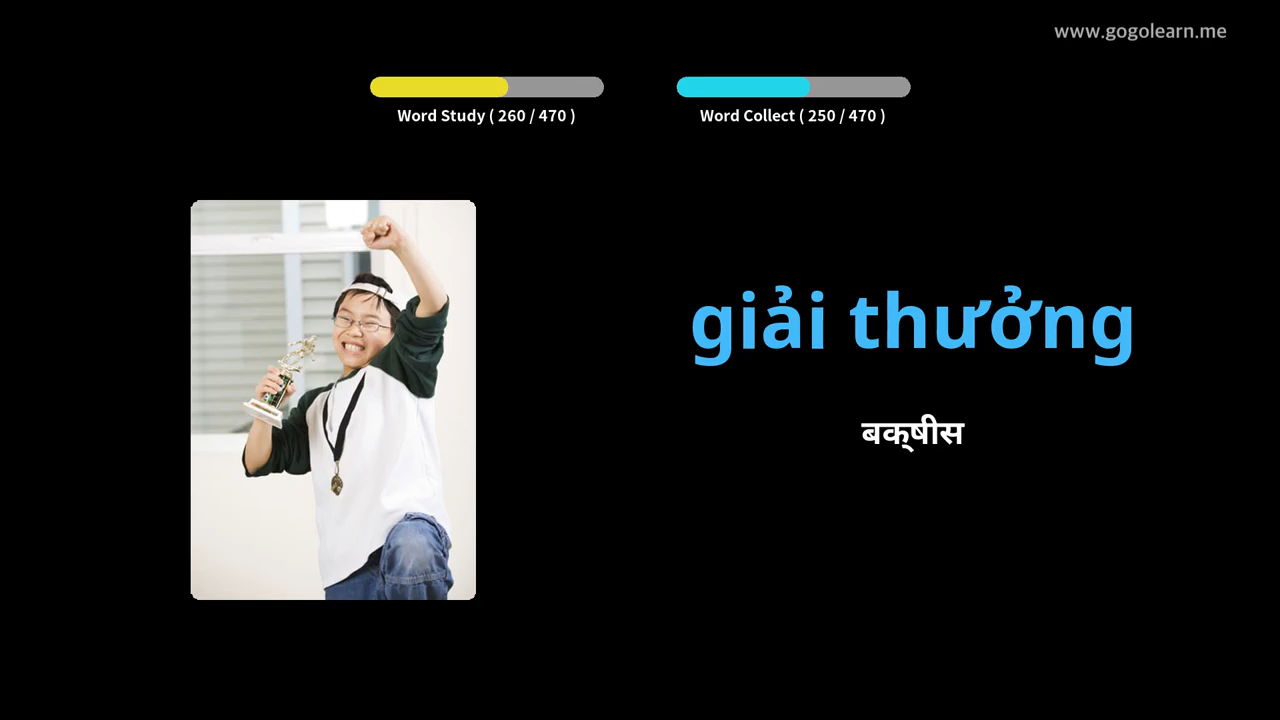 www.gogolearn.me
Word Study ( 260 / 470 )
Word Collect ( 250 / 470 )
giải thưởng
बक्षीस